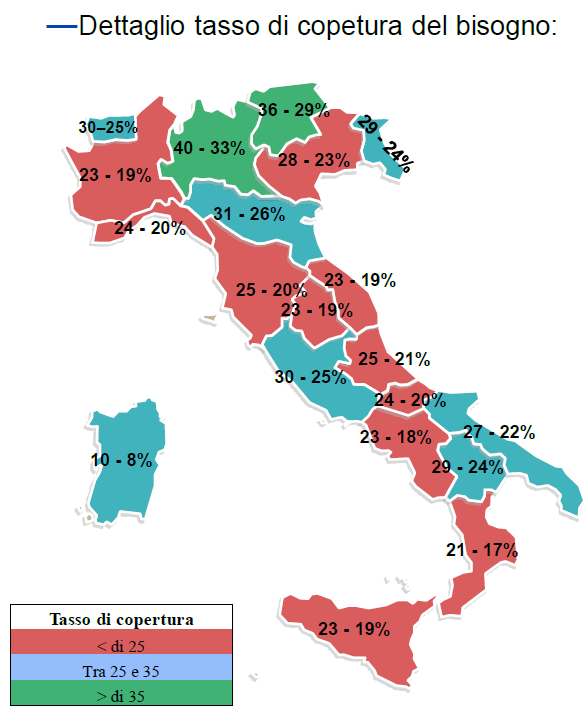 Dettaglio tasso di copetura del bisogno:
36 - 29%
30–25%
29 - 24%
40 - 33%
28 - 23%
23 - 19%
31 - 26%
24 - 20%
23 - 19%
25 - 20%
23 - 19%
25 - 21%
30 - 25%
24 - 20%
23 - 18%
27 - 22%
10 - 8%
29 - 24%
21 - 17%
23 - 19%
Tasso di copertura
< di 25
Tra 25 e 35
> di 35